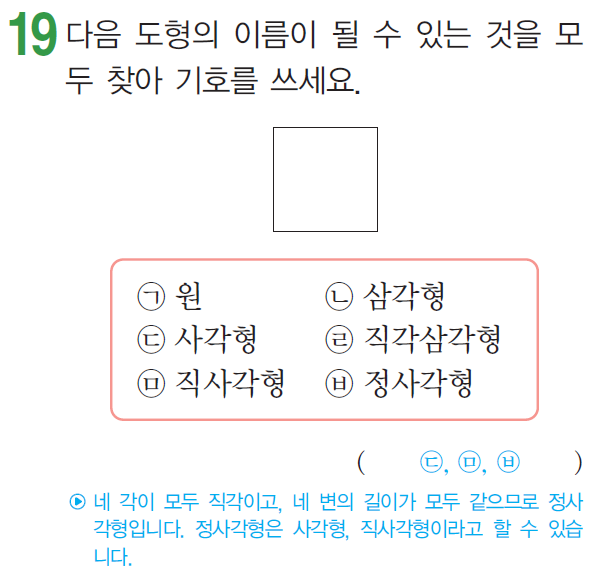 19 다음 도형의 이름이 될 수 있는 것을 모
두 찾아 기호를 쓰세요.
㉠ 원 ㉡ 삼각형
㉢ 사각형 ㉣ 직각삼각형
㉤ 직사각형 ㉥ 정사각형
( ㉢, ㉤, ㉥ )
네 각이 모두 직각이고, 네 변의 길이가 모두 같으므로 정사
각형입니다. 정사각형은 사각형, 직사각형이라고 할 수 있습
니다.